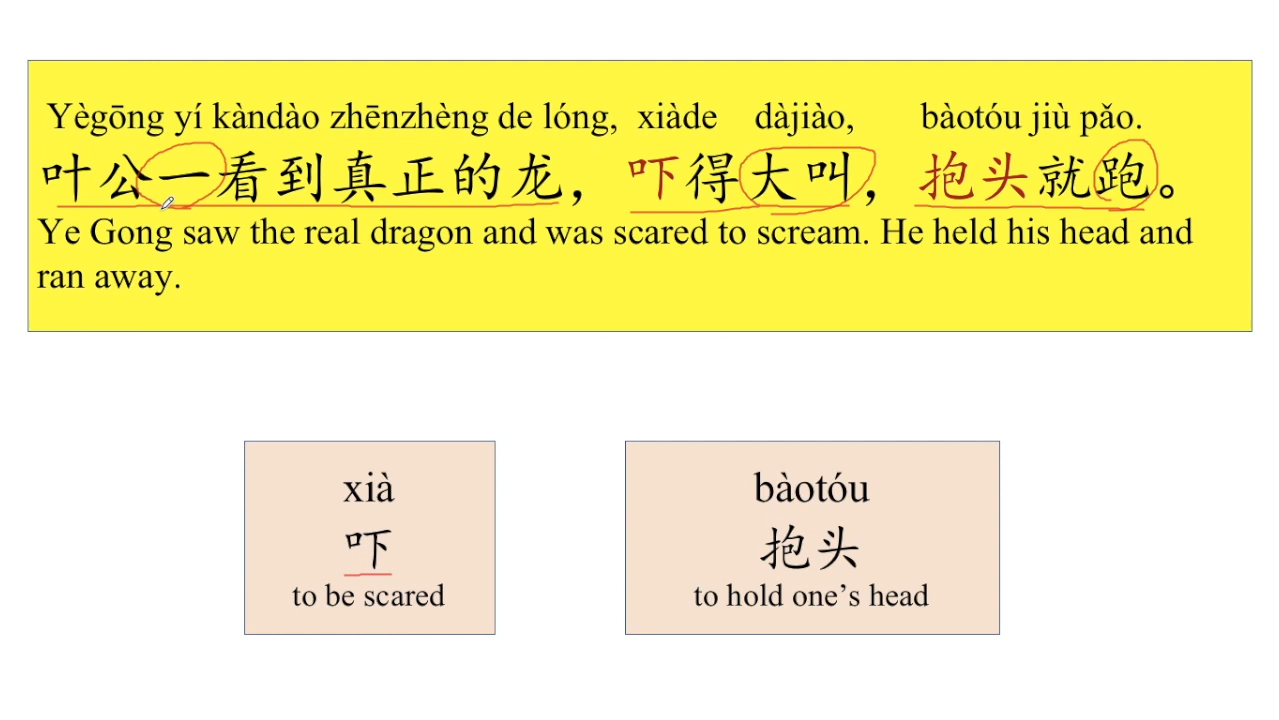 Yègōng yí kàndào zhēnzhèng de lóng, xiàde dàjiào, bàotóu jiù pǎo.
叶公一看到真正的龙，吓得大叫，抱头就跑。
Ye Gong saw the real dragon and was scared to scream. He held his head and
ran away.
xià
吓
to be scared
bàotóu
抱头
to hold one’s head